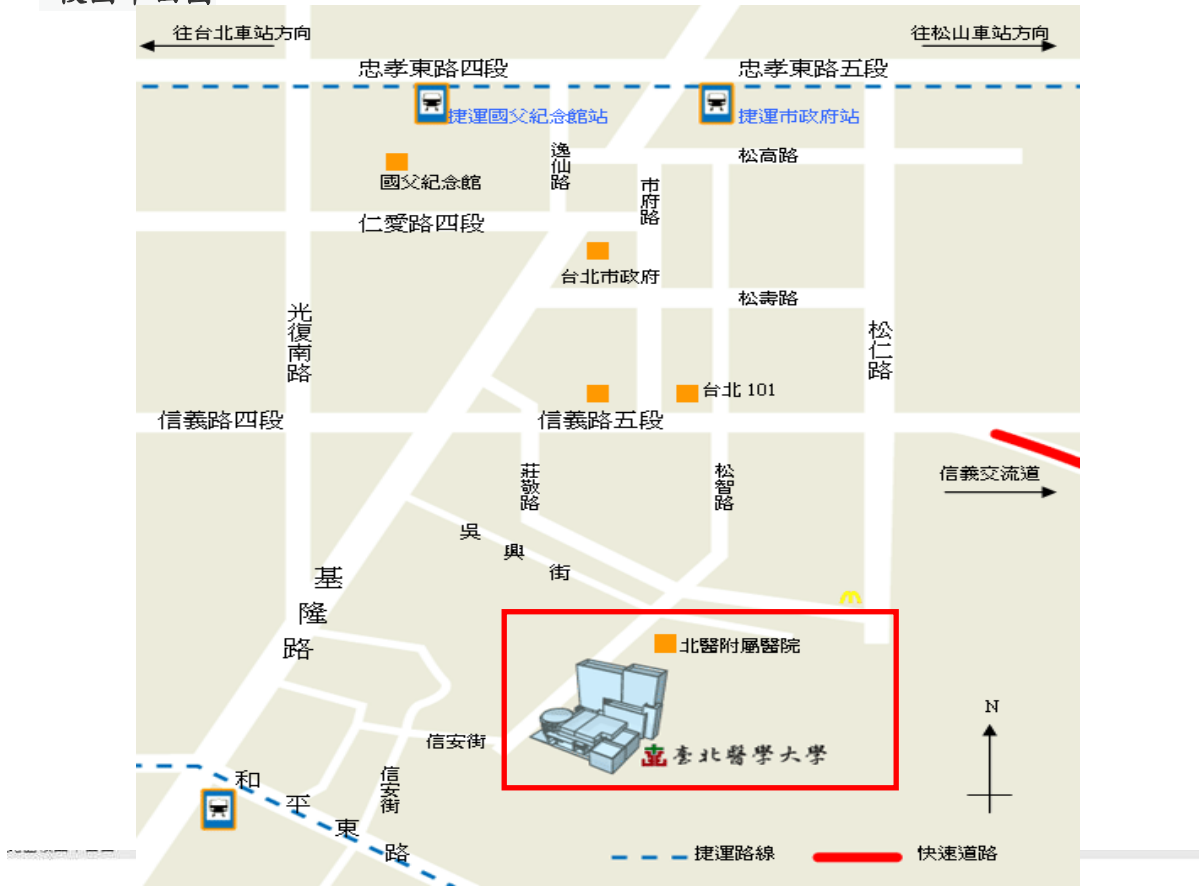 往台北車站方向
往松山車站方向
忠孝東路四段
忠孝東路五段
捷運國父紀念館站
捷運市政府站
逸仙路
松高路
國父紀念館
市府路
仁愛路四段
台北市政府
松壽路
光復南路
松仁路
台北 101
信義路四段
信義路五段
莊敬路
松智路
信義交流道
吳興街
基隆路
北醫附屬醫院
N
信安街
臺北醫學大學
信安街
和平東路
捷運路線
快速道路